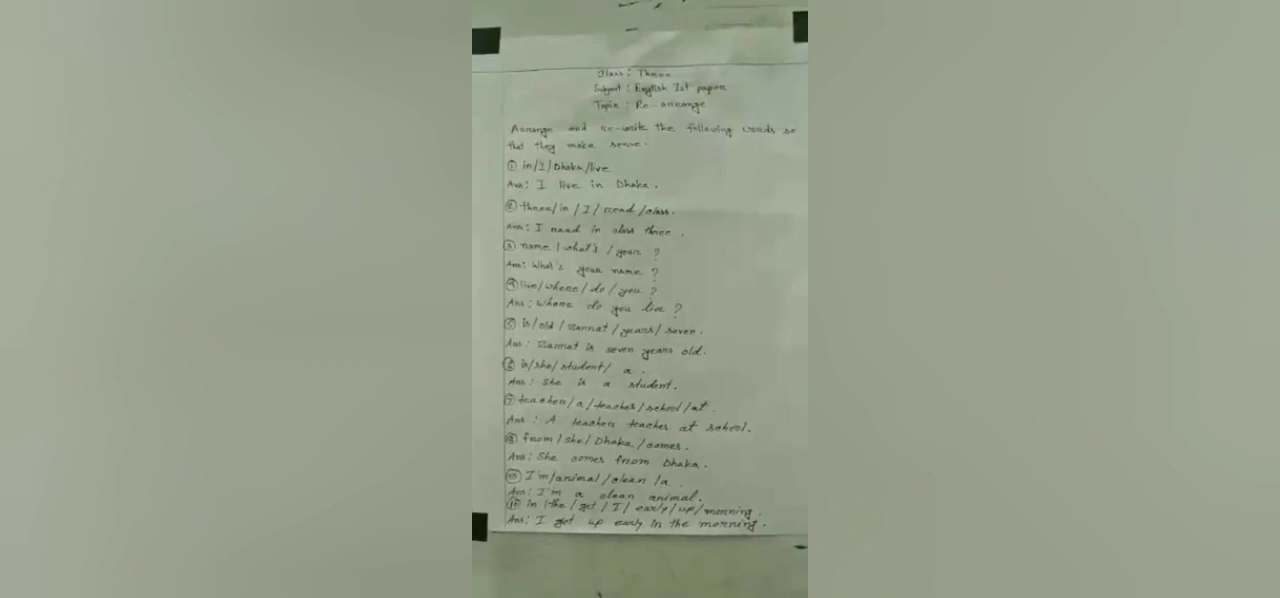 Class: Three
Subject: English 1st paper
Topic: Re-arrange
Arrange and re-write the following words so
that they make sense.
① in/I/Dhaka/live
Ans: I live in Dhaka.
② three/in/I/read/class.
Ans: I read in class three.
③ name/what's/your?
Ans: What's your name?
④ live/where/do/you?
Ans: Where do you live?
⑤ is/old/Zannat/years/seven.
Ans: Zannat is seven years old.
⑥ is/she/student/a.
Ans: She is a student.
⑦ teacher/a/teaches/school/at.
Ans: A teacher teaches at school.
⑧ from/she/Dhaka/comes.
Ans: She comes from Dhaka.
I'm/animal/clean/a.
Ans: I'm a clean animal.
⑩ in/the/get/I/early/up/morning.
Ans: I get up early in the morning.